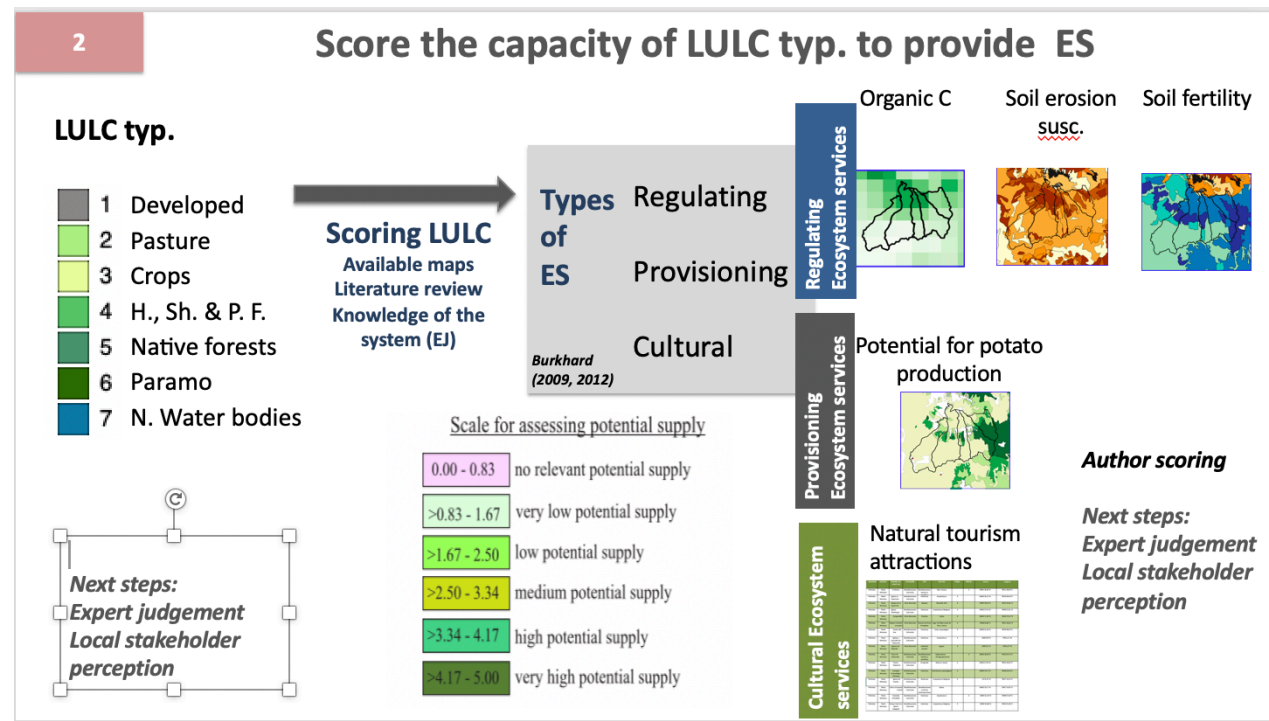 2
Score the capacity of LULC typ. to provide ES
LULC typ.
1 Developed
2 Pasture
3 Crops
4 H., Sh. & P. F.
5 Native forests
6 Paramo
7 N. Water bodies
Scoring LULC
Available maps
Literature review
Knowledge of the
system (EJ)
Types
of
ES
Regulating
Provisioning
Cultural
Burkhard
(2009, 2012)
Regulating
Ecosystem services
Organic C
Soil erosion
susc.
Soil fertility
Provisioning
Ecosystem services
Potential for potato
production
Cultural Ecosystem
services
Natural tourism
attractions
Scale for assessing potential supply
0.00 - 0.83 no relevant potential supply
>0.83 - 1.67 very low potential supply
>1.67 - 2.50 low potential supply
>2.50 - 3.34 medium potential supply
>3.34 - 4.17 high potential supply
>4.17 - 5.00 very high potential supply
Next steps:
Expert judgement
Local stakeholder
perception
Author scoring
Next steps:
Expert judgement
Local stakeholder
perception